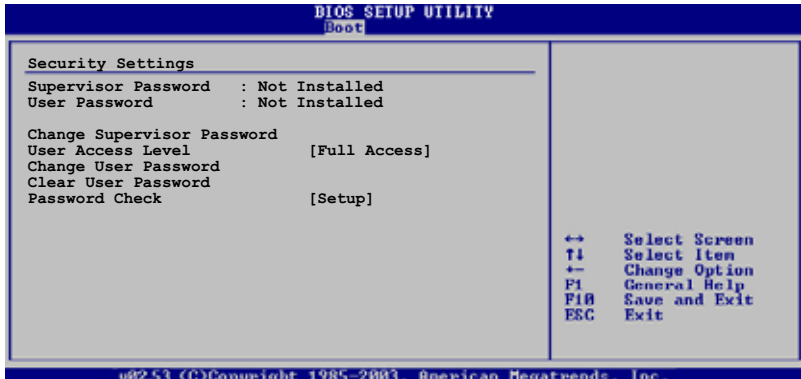 BIOS SETUP UTILITY
Boot
Security Settings
Supervisor Password : Not Installed
User Password : Not Installed
Change Supervisor Password
User Access Level [Full Access]
Change User Password
Clear User Password
Password Check [Setup]
↔ Select Screen
↑↓ Select Item
+- Change Option
F1 General Help
F10 Save and Exit
ESC Exit
v02.53 (C)Copyright 1985-2003, American Megatrends, Inc.